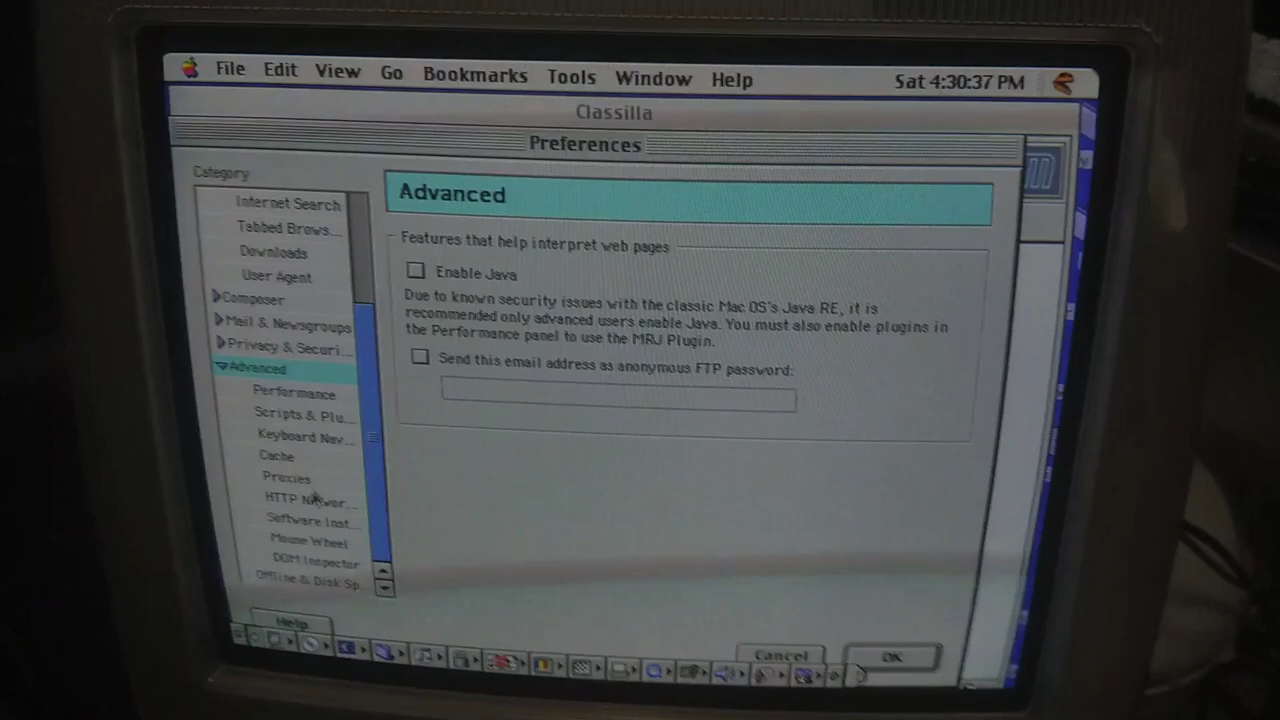 File Edit View Go Bookmarks Tools Window Help Sat 4:30:37 PM
Classilla
Preferences
Category
Internet Search
Tabbed Brows...
Downloads
User Agent
Composer
Mail & Newsgroups
Privacy & Securi...
Advanced
Performance
Scripts & Plu...
Keyboard Nav...
Cache
Proxies
HTTP Networ...
Software Inst...
Mouse Wheel
DOM Inspector
Offline & Disk Sp.
Advanced
Features that help interpret web pages
Enable Java
Due to known security issues with the classic Mac OS's Java RE, it is
recommended only advanced users enable Java. You must also enable plugins in
the Performance panel to use the MRJ Plugin.
Send this email address as anonymous FTP password:
Help
Cancel
OK